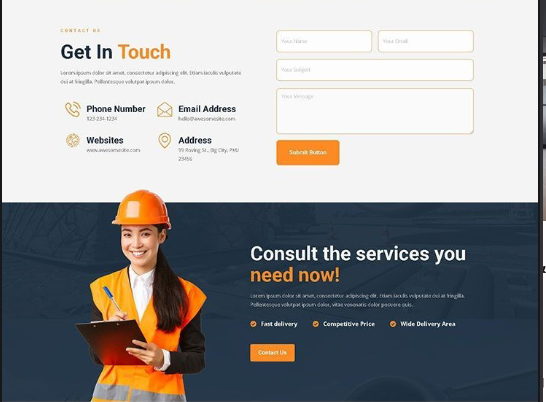 CONTACT US
Get In Touch
Lorem ipsum dolor sit amet, consectetur adipiscing elit. Etiam iaculis vulputate
dui at fringilla. Pellentesque volutpat ipsum dolor.
Phone Number
123-234-1234
Email Address
hello@awesomesite.com
Websites
www.awesomesite.com
Address
99 Roving St., Big City, PKU
23456
Your Name
Your Email
Your Subject
Your Message
Submit Button
Consult the services you
need now!
Lorem ipsum dolor sit amet, consectetur adipiscing elit. Etiam iaculis vulputate dui at fringilla.
Pellentesque volutpat ipsum dolor, vitae venenatis dolor posuere quis.
Fast delivery
Competitive Price
Wide Delivery Area
Contact Us